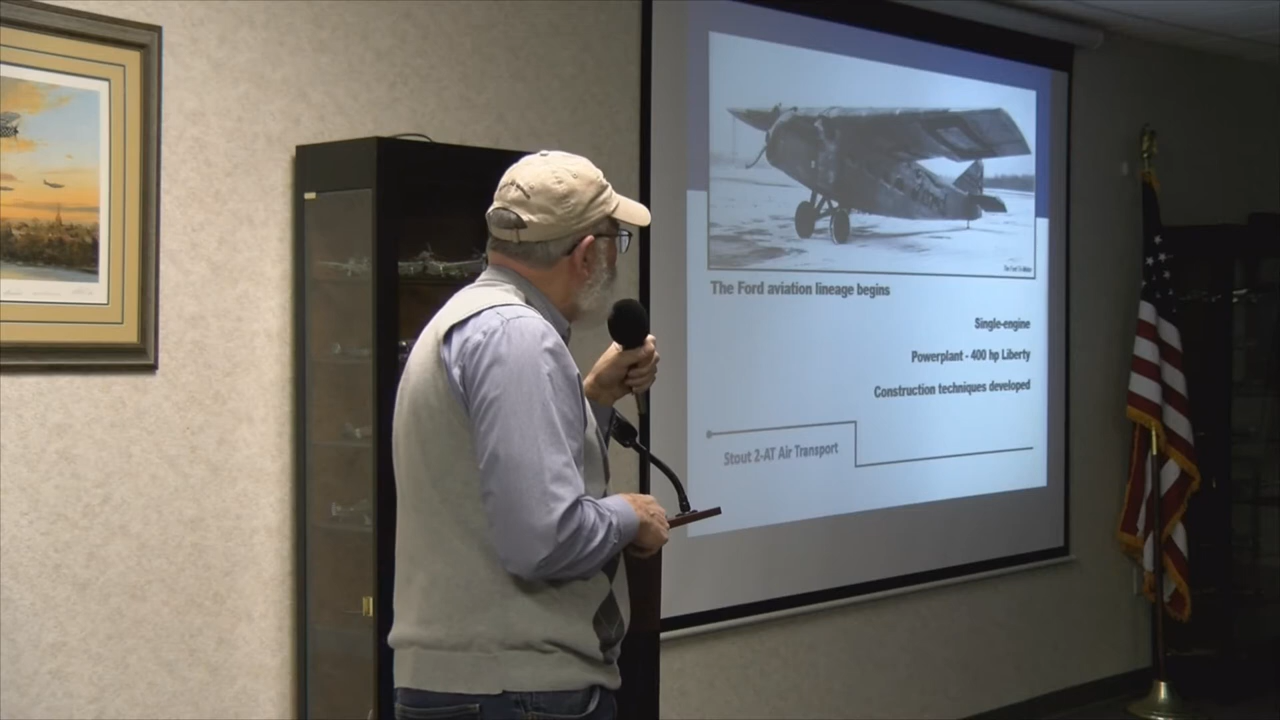 The Ford aviation lineage begins
Single-engine
Powerplant - 400 hp Liberty
Construction techniques developed
Stout 2-AT Air Transport